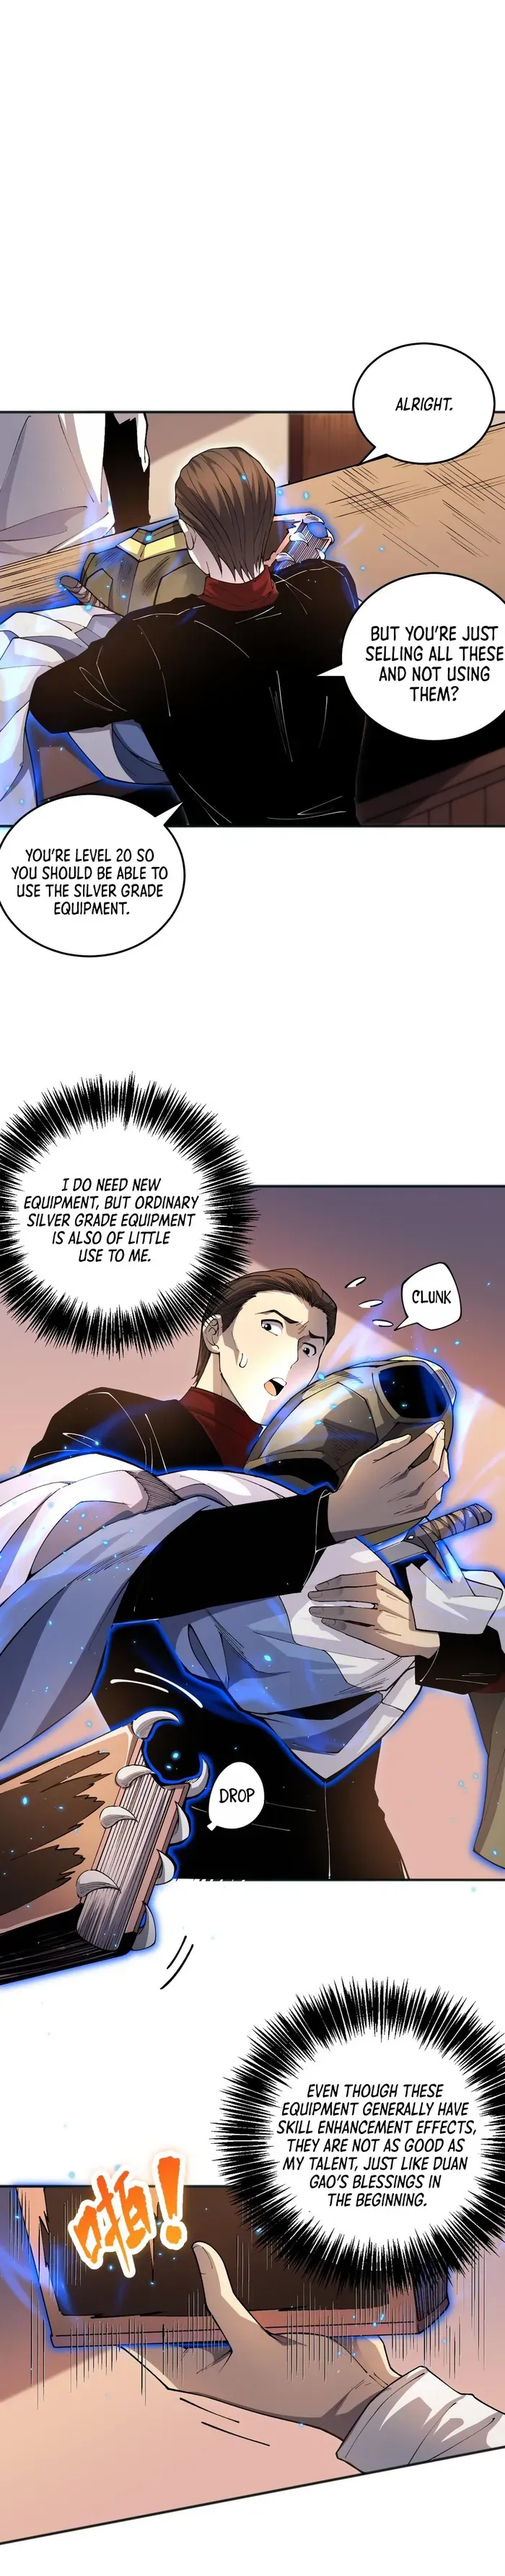 ALRIGHT.
BUT YOU'RE JUST
SELLING ALL THESE
AND NOT USING
THEM?
YOU'RE LEVEL 20 SO
YOU SHOULD BE ABLE TO
USE THE SILVER GRADE
EQUIPMENT.
I DO NEED NEW
EQUIPMENT, BUT ORDINARY
SILVER GRADE EQUIPMENT
IS ALSO OF LITTLE
USE TO ME.
CLUNK
DROP
EVEN THOUGH THESE
EQUIPMENT GENERALLY HAVE
SKILL ENHANCEMENT EFFECTS,
THEY ARE NOT AS GOOD AS
MY TALENT, JUST LIKE DUAN
GAO'S BLESSINGS IN
THE BEGINNING.
啪!